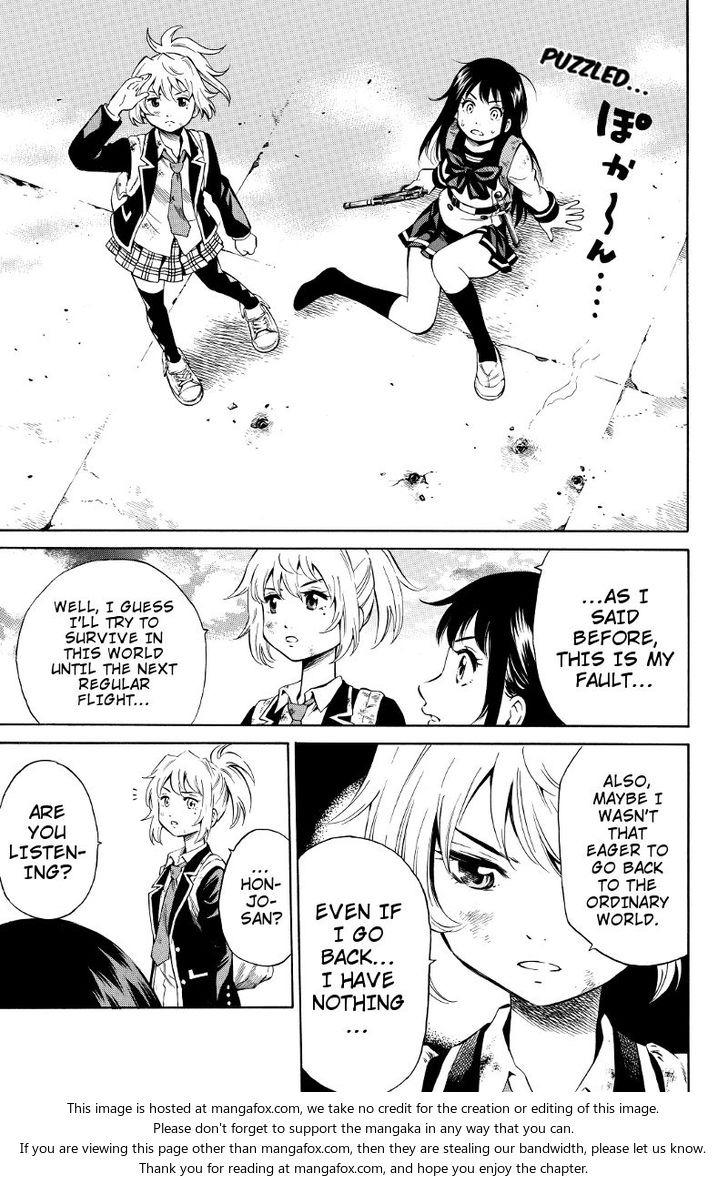 PUZZLED...
ぽか～ん‥‥
...AS I
SAID
BEFORE,
THIS IS MY
FAULT...
WELL, I GUESS
I'LL TRY TO
SURVIVE IN
THIS WORLD
UNTIL THE NEXT
REGULAR
FLIGHT...
ALSO,
MAYBE I
WASN'T
THAT
EAGER TO
GO BACK
TO THE
ORDINARY
WORLD.
EVEN IF
I GO
BACK...
I HAVE
NOTHING
...
...
HON-
JO-
SAN?
ARE
YOU
LISTEN-
ING?
This image is hosted at mangafox.com, we take no credit for the creation or editing of this image.
Please don't forget to support the mangaka in any way that you can.
If you are viewing this page other than mangafox.com, then they are stealing our bandwidth, please let us know.
Thank you for reading at mangafox.com, and hope you enjoy the chapter.